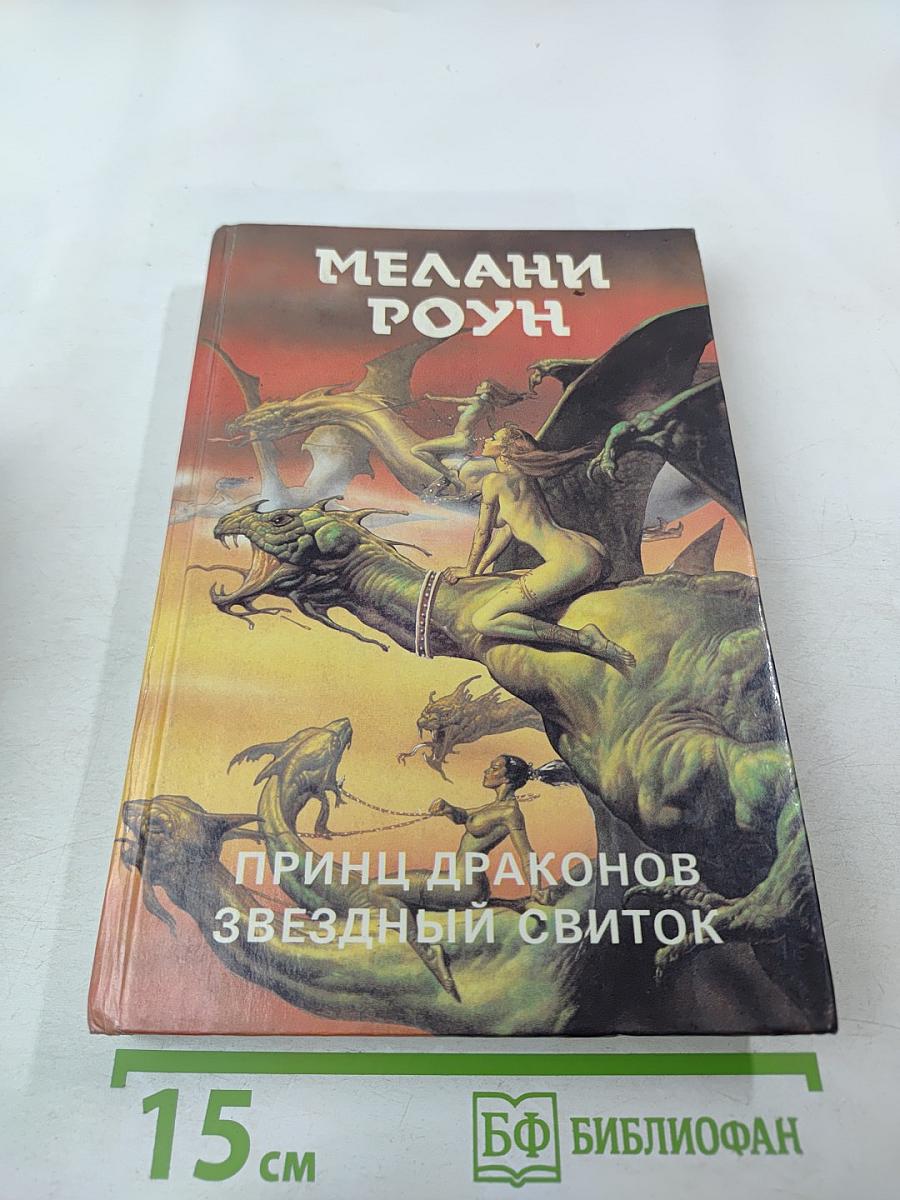 МЕЛАНИ
РОУН
ПРИНЦ ДРАКОНОВ
ЗВЕЗДНЫЙ СВИТОК
15 см
БФ БИБЛИОФАН